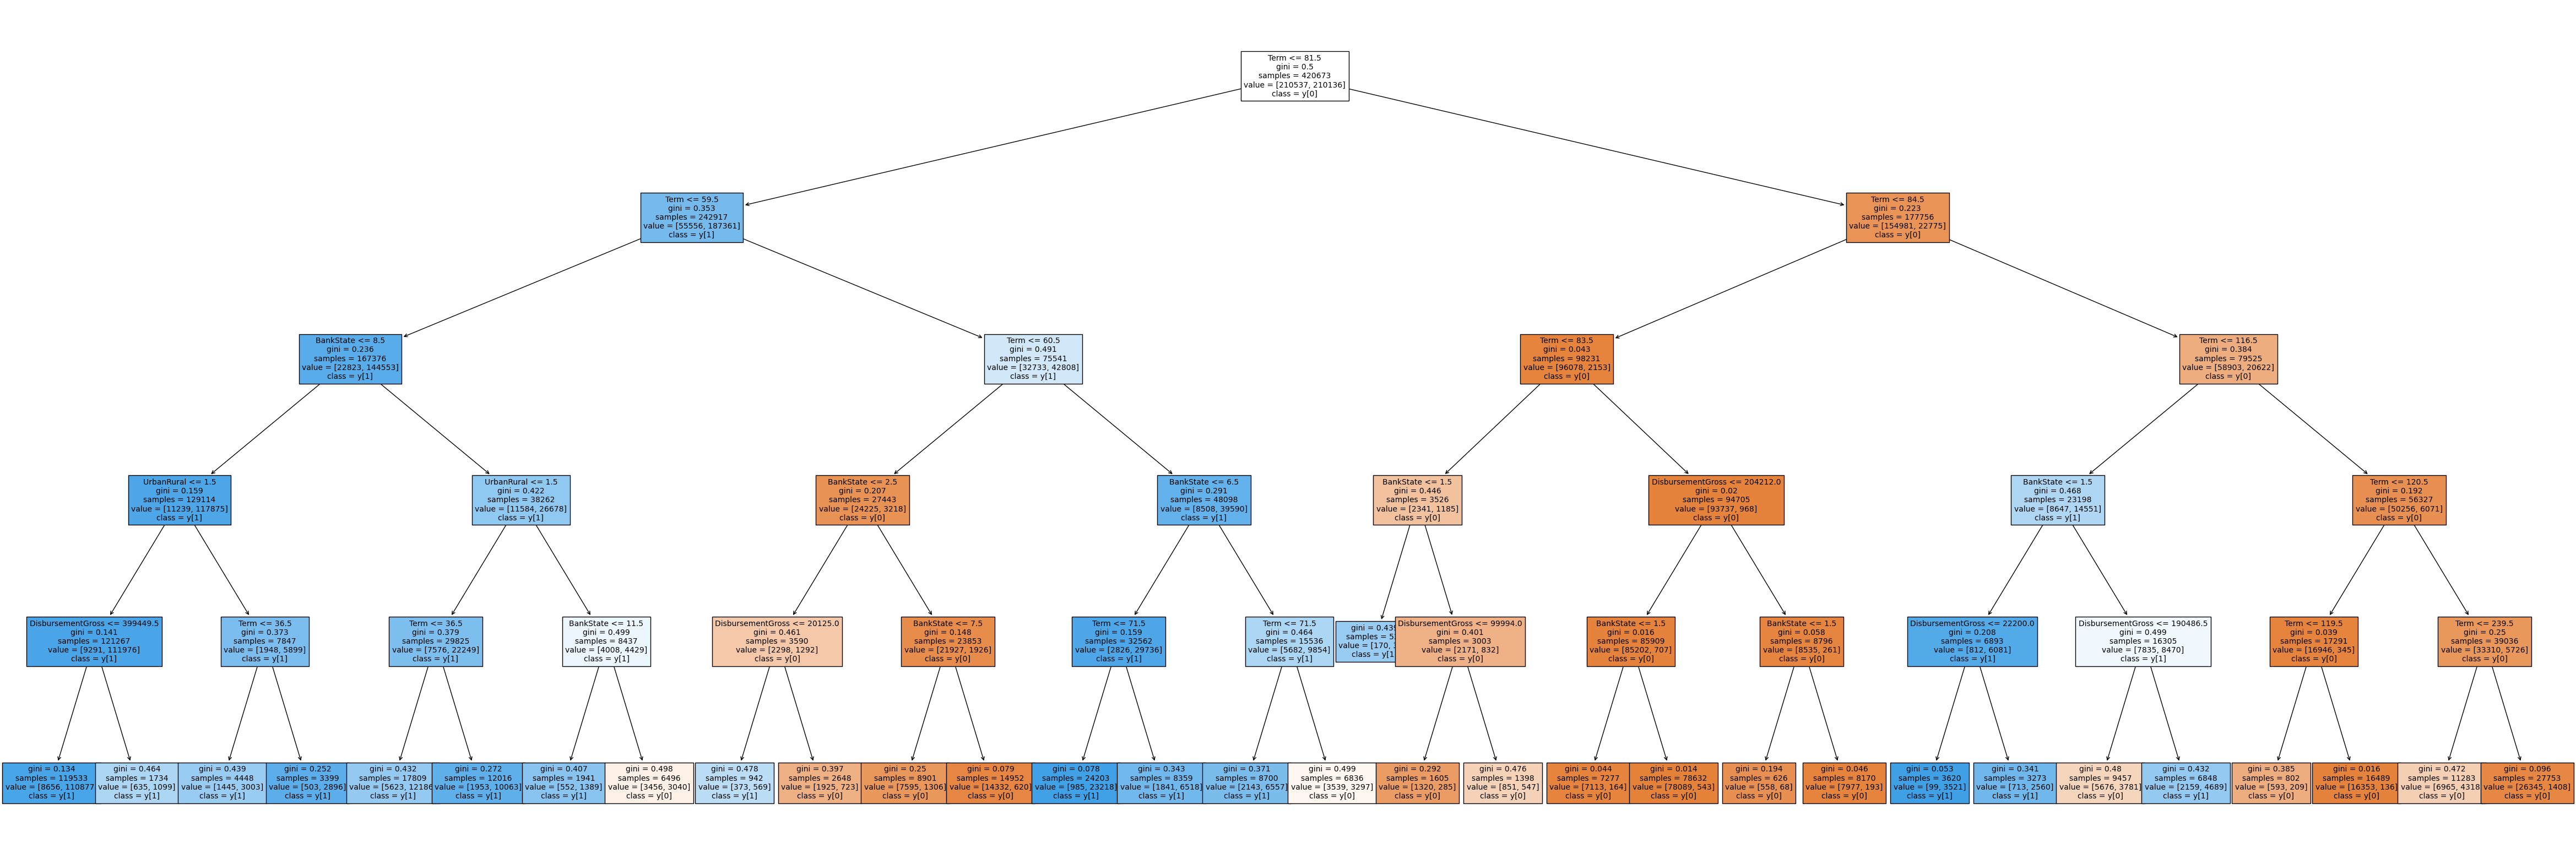 Term <= 81.5
gini = 0.5
samples = 420673
value = [210537, 210136]
class = y[0]
Term <= 59.5
gini = 0.353
samples = 242917
value = [55556, 187361]
class = y[1]
Term <= 84.5
gini = 0.223
samples = 177756
value = [154981, 22775]
class = y[0]
BankState <= 8.5
gini = 0.236
samples = 167376
value = [22823, 144553]
class = y[1]
Term <= 60.5
gini = 0.491
samples = 75541
value = [32733, 42808]
class = y[1]
Term <= 83.5
gini = 0.043
samples = 98231
value = [96078, 2153]
class = y[0]
Term <= 116.5
gini = 0.384
samples = 79525
value = [58903, 20622]
class = y[0]
UrbanRural <= 1.5
gini = 0.159
samples = 129114
value = [11239, 117875]
class = y[1]
UrbanRural <= 1.5
gini = 0.422
samples = 38262
value = [11584, 26678]
class = y[1]
BankState <= 2.5
gini = 0.207
samples = 27443
value = [24225, 3218]
class = y[0]
BankState <= 6.5
gini = 0.291
samples = 48098
value = [8508, 39590]
class = y[1]
BankState <= 1.5
gini = 0.446
samples = 3526
value = [2341, 1185]
class = y[0]
DisbursementGross <= 204212.0
gini = 0.02
samples = 94705
value = [93737, 968]
class = y[0]
BankState <= 1.5
gini = 0.468
samples = 23198
value = [8647, 14551]
class = y[1]
Term <= 120.5
gini = 0.192
samples = 56327
value = [50256, 6071]
class = y[0]
DisbursementGross <= 399449.5
gini = 0.141
samples = 121267
value = [9291, 111976]
class = y[1]
Term <= 36.5
gini = 0.373
samples = 7847
value = [1948, 5899]
class = y[1]
Term <= 36.5
gini = 0.379
samples = 29825
value = [7576, 22249]
class = y[1]
BankState <= 11.5
gini = 0.499
samples = 8437
value = [4008, 4429]
class = y[1]
DisbursementGross <= 20125.0
gini = 0.461
samples = 3590
value = [2298, 1292]
class = y[0]
BankState <= 7.5
gini = 0.148
samples = 23853
value = [21927, 1926]
class = y[0]
Term <= 71.5
gini = 0.159
samples = 32562
value = [2826, 29736]
class = y[1]
Term <= 71.5
gini = 0.464
samples = 15536
value = [5682, 9854]
class = y[1]
gini =
samples =
value = [170,
class =
DisbursementGross <= 99994.0
gini = 0.401
samples = 3003
value = [2171, 832]
class = y[0]
BankState <= 1.5
gini = 0.016
samples = 85909
value = [85202, 707]
class = y[0]
BankState <= 1.5
gini = 0.058
samples = 8796
value = [8535, 261]
class = y[0]
DisbursementGross <= 22200.0
gini = 0.208
samples = 6893
value = [812, 6081]
class = y[1]
DisbursementGross <= 190486.5
gini = 0.499
samples = 16305
value = [7835, 8470]
class = y[1]
Term <= 119.5
gini = 0.039
samples = 17291
value = [16946, 345]
class = y[0]
Term <= 239.5
gini = 0.25
samples = 39036
value = [33310, 5726]
class = y[0]
gini = 0.134
samples = 119533
value = [8656, 110877
class = y[1]
gini = 0.464
samples = 1734
value = [635, 1099]
class = y[1]
gini = 0.439
samples = 4448
value = [1445, 3003]
class = y[1]
gini = 0.252
samples = 3399
value = [503, 2896]
class = y[1]
gini = 0.432
samples = 17809
value = [5623, 12186
class = y[1]
gini = 0.272
samples = 12016
value = [1953, 10063]
class = y[1]
gini = 0.407
samples = 1941
value = [552, 1389]
class = y[1]
gini = 0.498
samples = 6496
value = [3456, 3040]
class = y[0]
gini = 0.478
samples = 942
value = [373, 569]
class = y[1]
gini = 0.397
samples = 2648
value = [1925, 723]
class = y[0]
gini = 0.25
samples = 8901
value = [7595, 1306]
class = y[0]
gini = 0.079
samples = 14952
value = [14332, 620]
class = y[0]
gini = 0.078
samples = 24203
value = [985, 23218]
class = y[1]
gini = 0.343
samples = 8359
value = [1841, 6518]
class = y[1]
gini = 0.371
samples = 8700
value = [2143, 6557]
class = y[1]
gini = 0.499
samples = 6836
value = [3539, 3297]
class = y[0]
gini = 0.292
samples = 1605
value = [1320, 285]
class = y[0]
gini = 0.476
samples = 1398
value = [851, 547]
class = y[0]
gini = 0.044
samples = 7277
value = [7113, 164]
class = y[0]
gini = 0.014
samples = 78632
value = [78089, 543]
class = y[0]
gini = 0.194
samples = 626
value = [558, 68]
class = y[0]
gini = 0.046
samples = 8170
value = [7977, 193]
class = y[0]
gini = 0.053
samples = 3620
value = [99, 3521]
class = y[1]
gini = 0.341
samples = 3273
value = [713, 2560]
class = y[1]
gini = 0.48
samples = 9457
value = [5676, 3781]
class = y[0]
gini = 0.432
samples = 6848
value = [2159, 4689]
class = y[1]
gini = 0.385
samples = 802
value = [593, 209]
class = y[0]
gini = 0.016
samples = 16489
value = [16353, 136]
class = y[0]
gini = 0.472
samples = 11283
value = [6965, 4318
class = y[0]
gini = 0.096
samples = 27753
value = [26345, 1408]
class = y[0]